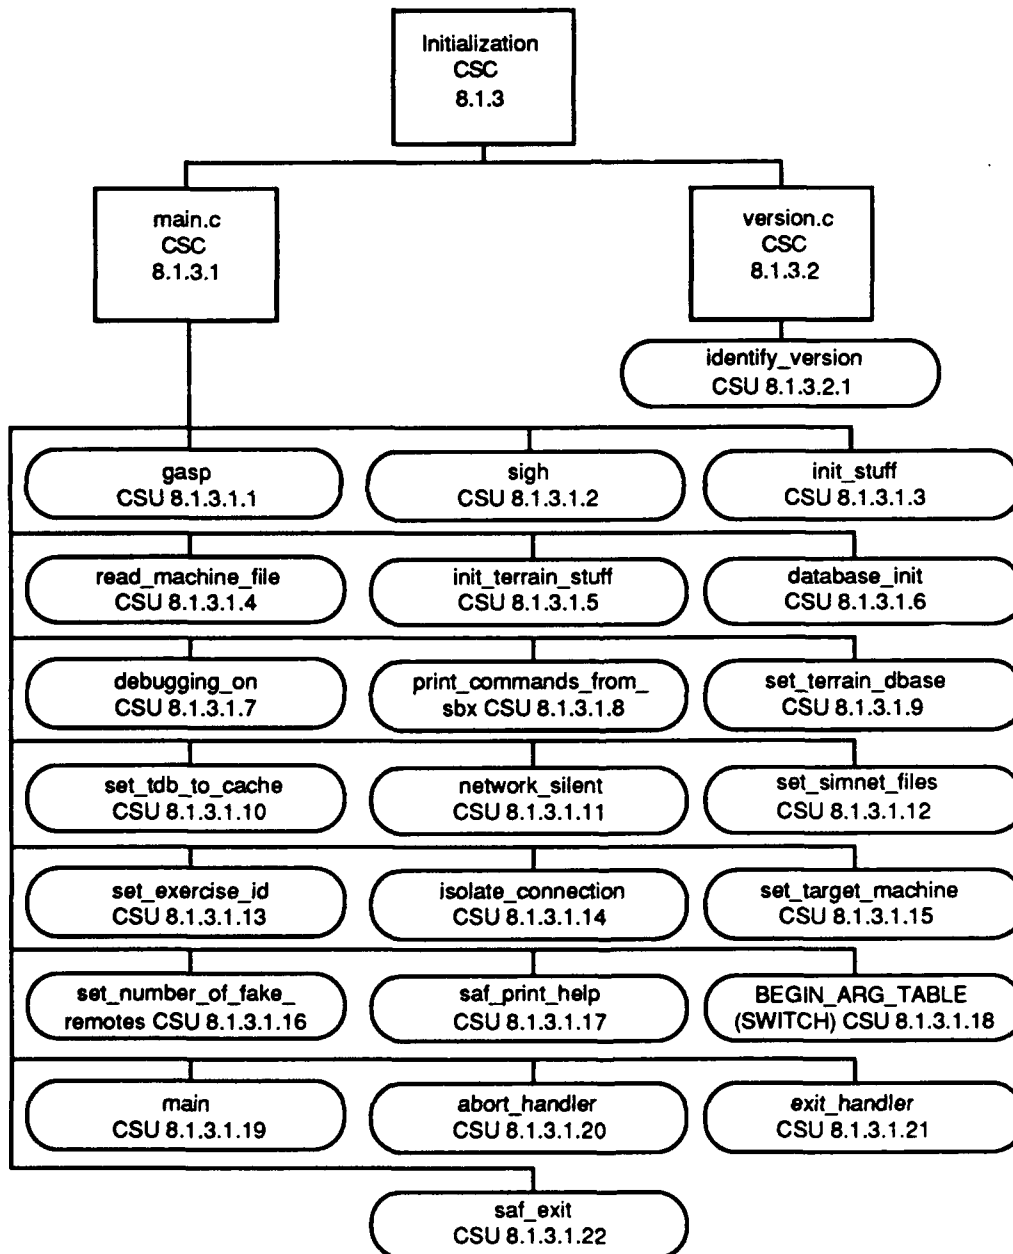 Initialization
CSC
8.1.3
main.c
CSC
8.1.3.1
version.c
CSC
8.1.3.2
identify_version
CSU 8.1.3.2.1
gasp
CSU 8.1.3.1.1
sigh
CSU 8.1.3.1.2
init_stuff
CSU 8.1.3.1.3
read_machine_file
CSU 8.1.3.1.4
init_terrain_stuff
CSU 8.1.3.1.5
database_init
CSU 8.1.3.1.6
debugging_on
CSU 8.1.3.1.7
print_commands_from_
sbx CSU 8.1.3.1.8
set_terrain_dbase
CSU 8.1.3.1.9
set_tdb_to_cache
CSU 8.1.3.1.10
network_silent
CSU 8.1.3.1.11
set_simnet_files
CSU 8.1.3.1.12
set_exercise_id
CSU 8.1.3.1.13
isolate_connection
CSU 8.1.3.1.14
set_target_machine
CSU 8.1.3.1.15
set_number_of_fake_
remotes CSU 8.1.3.1.16
saf_print_help
CSU 8.1.3.1.17
BEGIN_ARG_TABLE
(SWITCH) CSU 8.1.3.1.18
main
CSU 8.1.3.1.19
abort_handler
CSU 8.1.3.1.20
exit_handler
CSU 8.1.3.1.21
saf_exit
CSU 8.1.3.1.22